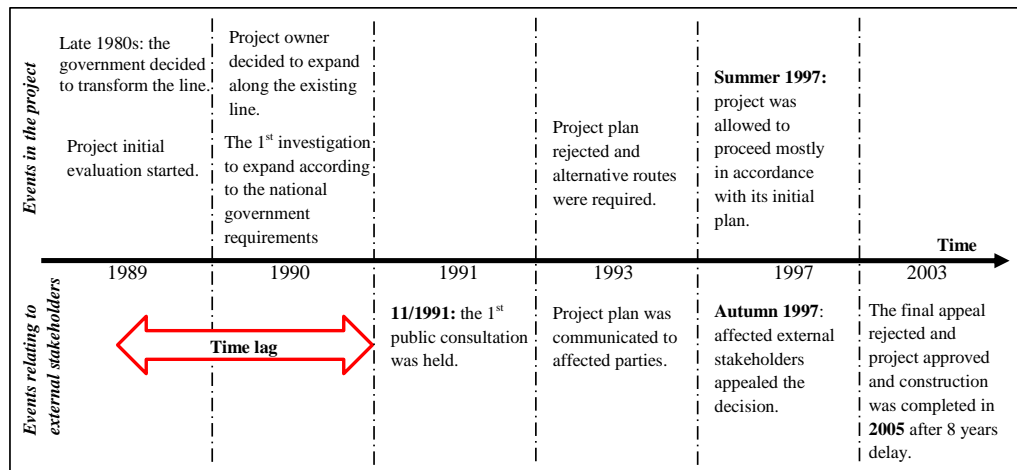 Events in the project
Late 1980s: the
government decided
to transform the line.
Project initial
evaluation started.
Project owner
decided to expand
along the existing
line.
The 1st investigation
to expand according
to the national
government
requirements
Project plan
rejected and
alternative routes
were required.
Summer 1997:
project was
allowed to
proceed mostly
in accordance
with its initial
plan.
Time
1989
1990
1991
1993
1997
2003
Events relating to
external stakeholders
Time lag
11/1991: the 1st
public consultation
was held.
Project plan was
communicated to
affected parties.
Autumn 1997:
affected external
stakeholders
appealed the
decision.
The final appeal
rejected and
project approved
and construction
was completed in
2005 after 8 years
delay.